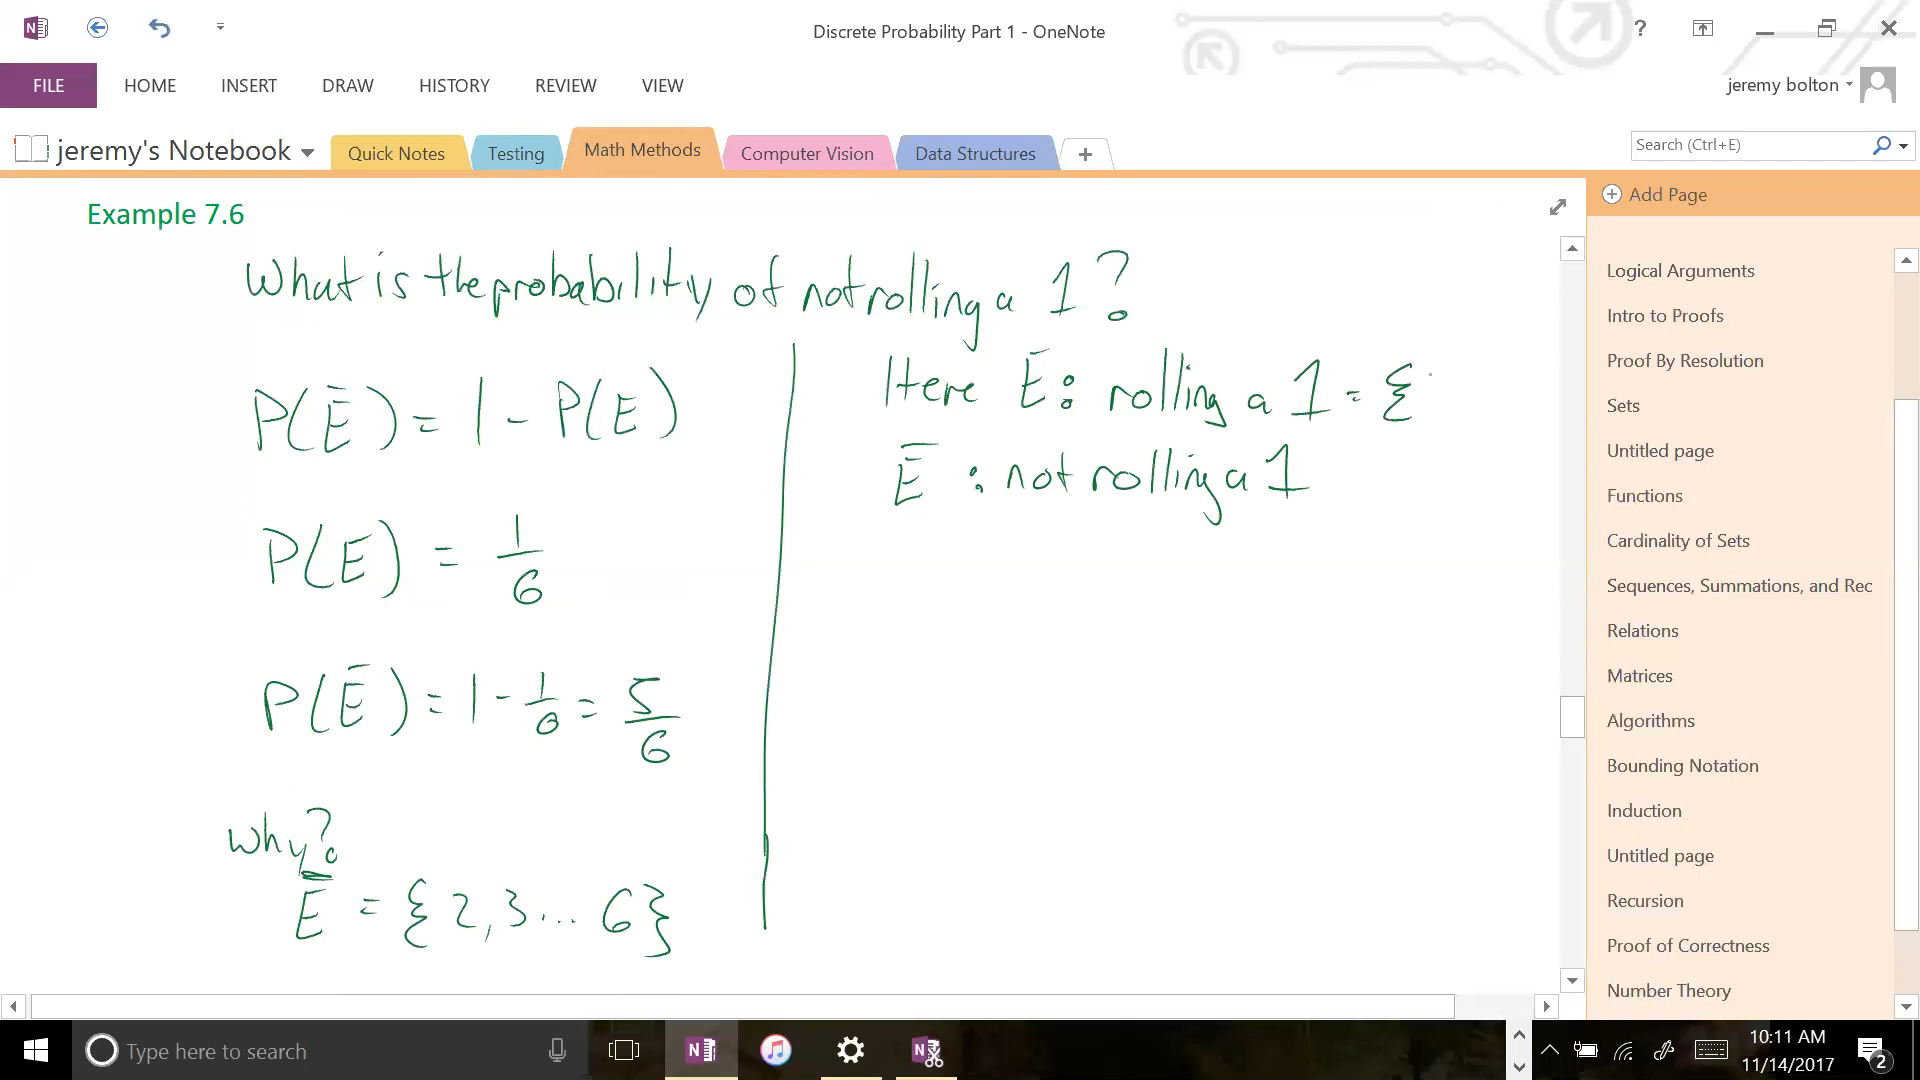 Discrete Probability Part 1 - OneNote
?
FILE HOME INSERT DRAW HISTORY REVIEW VIEW
jeremy bolton
jeremy's Notebook Quick Notes Testing Math Methods Computer Vision Data Structures +
Search (Ctrl+E)
Add Page
Example 7.6
What is the probability of not rolling a 1?
P(Ē) = 1 - P(E)
P(E) = 1/6
P(Ē) = 1 - 1/6 = 5/6
Why?
Ē = {2,3... 6}
Here E: rolling a 1 = {
Ē : not rolling a 1
Logical Arguments
Intro to Proofs
Proof By Resolution
Sets
Untitled page
Functions
Cardinality of Sets
Sequences, Summations, and Rec
Relations
Matrices
Algorithms
Bounding Notation
Induction
Untitled page
Recursion
Proof of Correctness
Number Theory
Type here to search
10:11 AM
11/14/2017
2